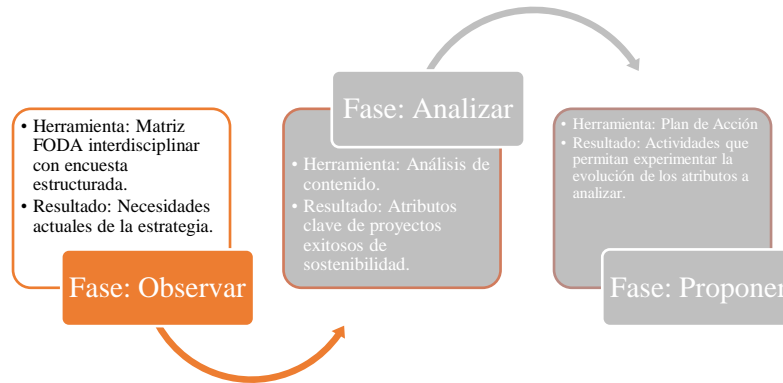 • Herramienta: Matriz
FODA interdisciplinar
con encuesta
estructurada.
• Resultado: Necesidades
actuales de la estrategia.
Fase: Observar
Fase: Analizar
• Herramienta: Análisis de
contenido.
• Resultado: Atributos
clave de proyectos
exitosos de
sostenibilidad.
• Herramienta: Plan de Acción
• Resultado: Actividades que
permitan experimentar la
evolución de los atributos a
analizar.
Fase: Proponer